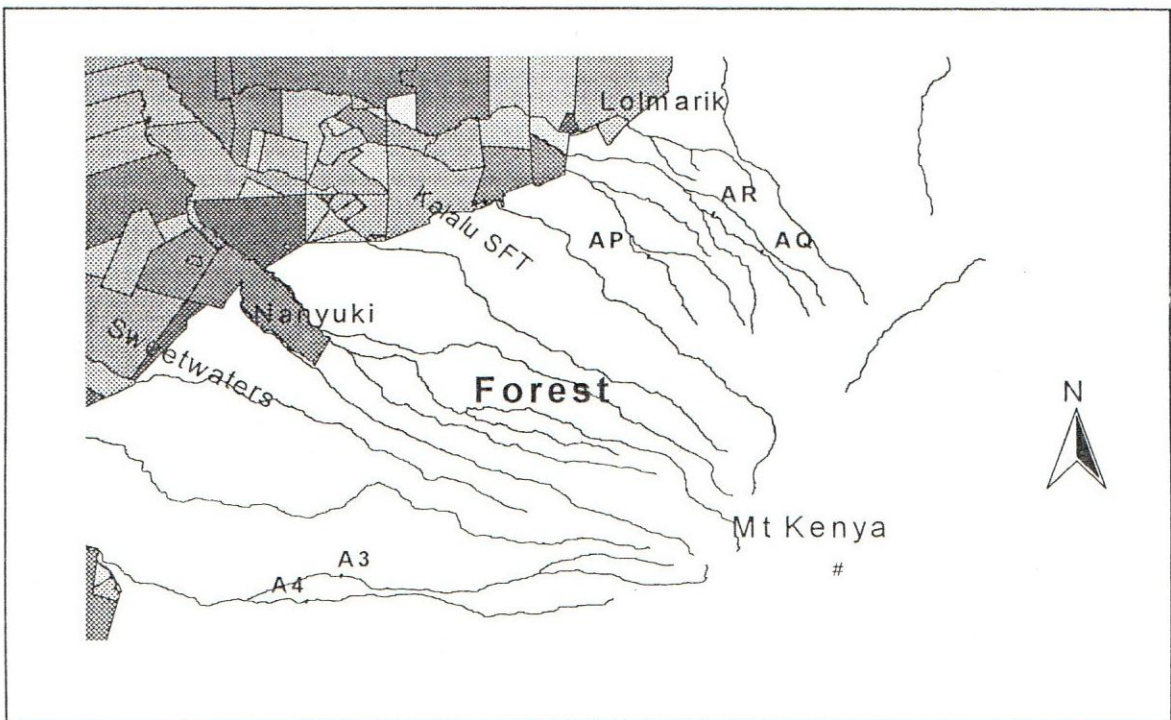 Lolmarik
AR
Kalalu SFT
AP
AQ
Nanyuki
Sweetwaters
Forest
N
Mt Kenya
#
A3
A4